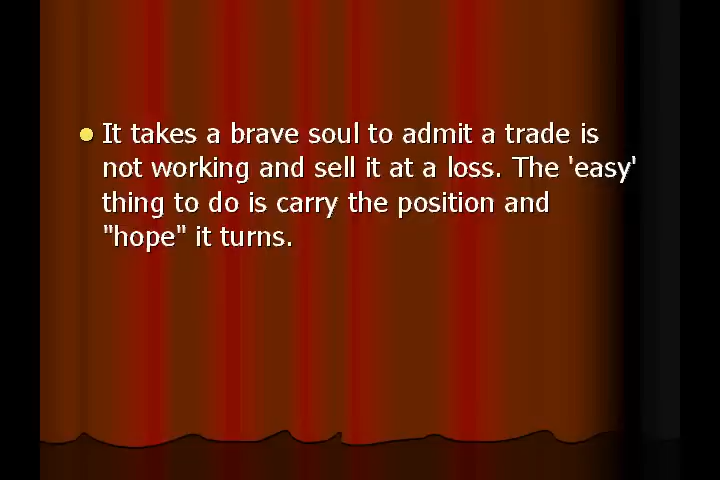 It takes a brave soul to admit a trade is
not working and sell it at a loss. The 'easy'
thing to do is carry the position and
"hope" it turns.